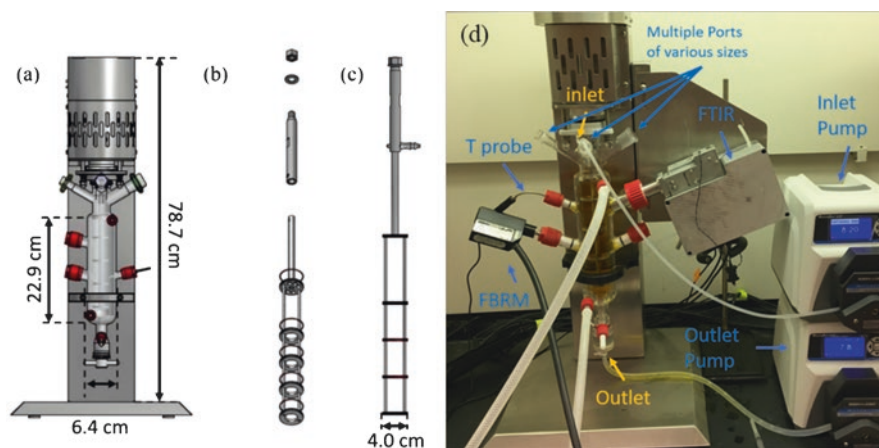 (a)
(b)
(c)
(d)
78.7 cm
22.9 cm
6.4 cm
4.0 cm
Multiple Ports
of various sizes
inlet
FTIR
Inlet
Pump
T probe
FBRM
Outlet
Pump
Outlet